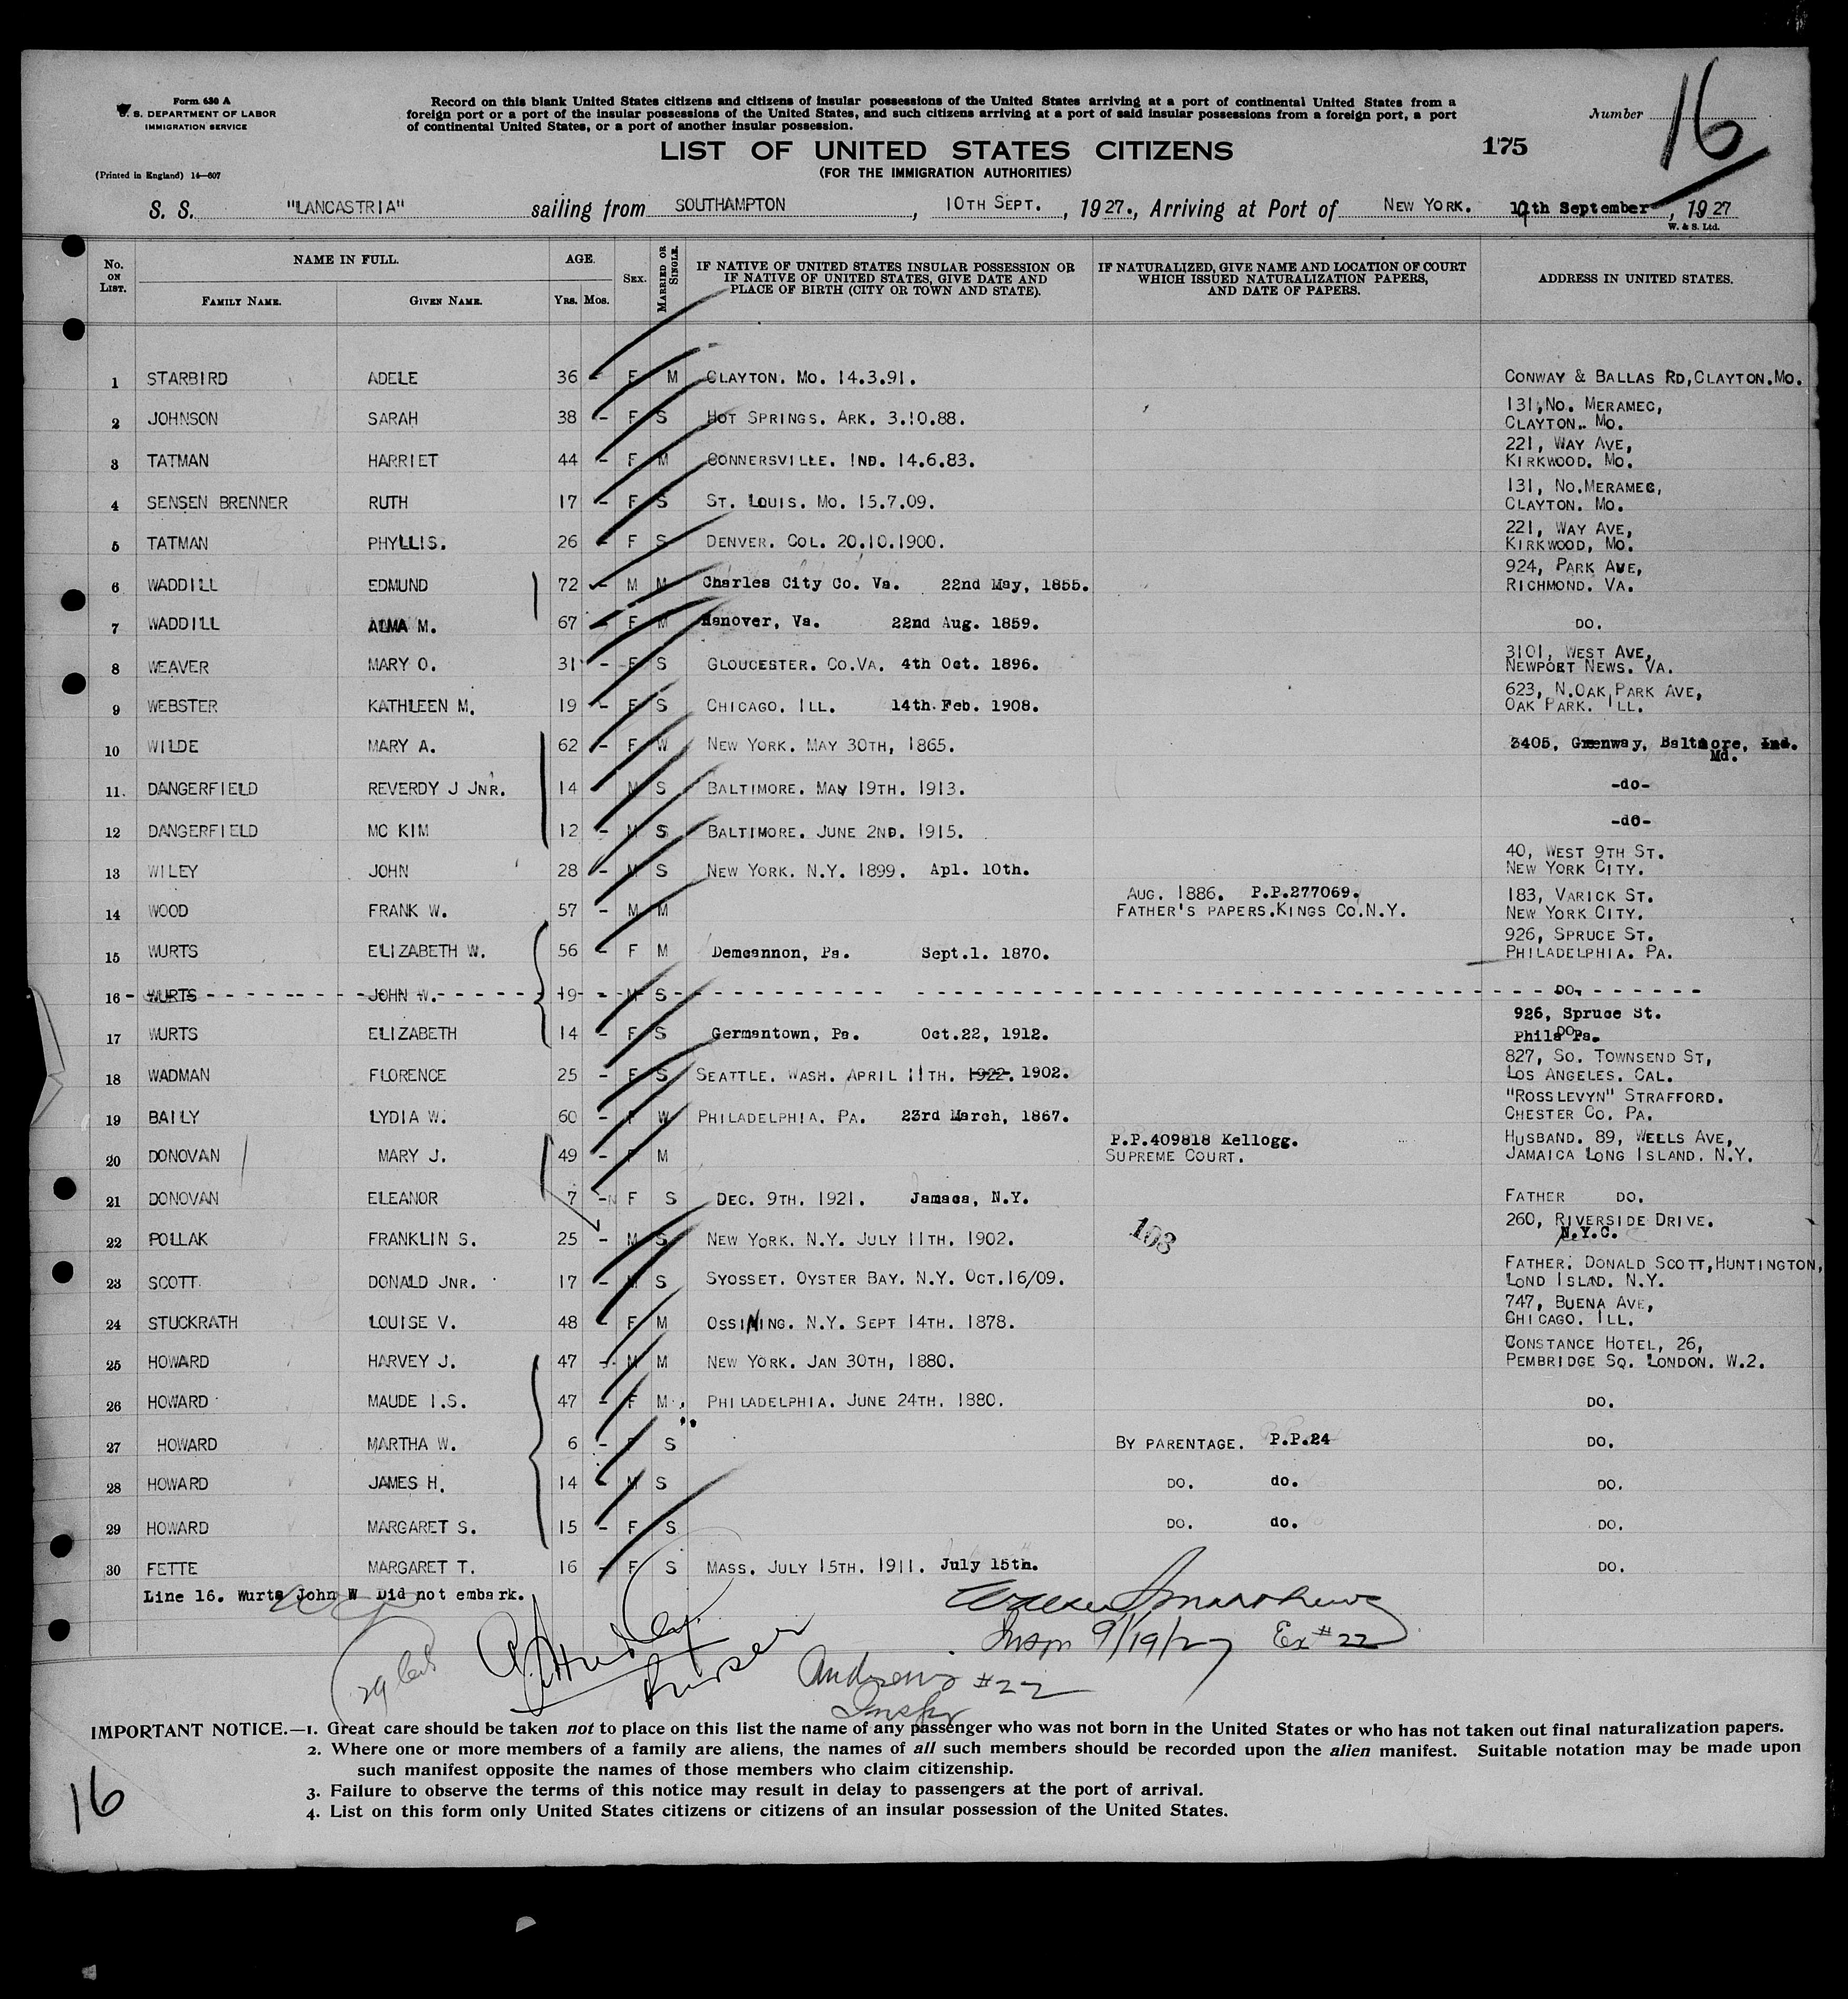 Form 630 A
U. S. DEPARTMENT OF LABOR
IMMIGRATION SERVICE
(Printed in England) 14—607
Record on this blank United States citizens and citizens of insular possessions of the United States arriving at a port of continental United States from a
foreign port or a port of the insular possessions of the United States, and such citizens arriving at a port of said insular possessions from a foreign port, a port
of continental United States, or a port of another insular possession.
LIST OF UNITED STATES CITIZENS
(FOR THE IMMIGRATION AUTHORITIES)
175
Number 16
S. S. "LANCASTRIA" sailing from SOUTHAMPTON, 10TH SEPT., 1927., Arriving at Port of NEW YORK. 19th September, 1927
W. & S. Ltd.
No. ON LIST. NAME IN FULL. AGE. SEX. MARRIED OR SINGLE. IF NATIVE OF UNITED STATES INSULAR POSSESSION OR IF NATIVE OF UNITED STATES, GIVE DATE AND PLACE OF BIRTH (CITY OR TOWN AND STATE). IF NATURALIZED, GIVE NAME AND LOCATION OF COURT WHICH ISSUED NATURALIZATION PAPERS, AND DATE OF PAPERS. ADDRESS IN UNITED STATES.
FAMILY NAME. GIVEN NAME. YRS. MOS.
1 STARBIRD ADELE 36 - F M CLAYTON. MO. 14.3.91. CONWAY & BALLAS RD,CLAYTON.MO.
2 JOHNSON SARAH 38 - F S HOT SPRINGS. ARK. 3.10.88. 131,NO. MERAMEC,
CLAYTON. MO.
3 TATMAN HARRIET 44 - F M CONNERSVILLE. IND. 14.6.83. 221, WAY AVE,
KIRKWOOD. MO.
4 SENSEN BRENNER RUTH 17 - F S ST. LOUIS. MO. 15.7.09. 131, NO.MERAMEC,
CLAYTON. MO.
5 TATMAN PHYLLIS. 26 - F S DENVER. COL. 20.10.1900. 221, WAY AVE,
KIRKWOOD, MO.
6 WADDILL EDMUND 72 - M M Charles City Co. Va. 22nd May, 1855. 924, PARK AVE,
RICHMOND. VA.
7 WADDILL ALMA M. 67 - F M Hanover, Va. 22nd Aug. 1859. DO.
8 WEAVER MARY O. 31 - F S GLOUCESTER. CO.VA. 4th Oct. 1896. 3101, WEST AVE,
NEWPORT NEWS. VA.
9 WEBSTER KATHLEEN M. 19 - F S CHICAGO. ILL. 14th Feb. 1908. 623, N.OAK PARK AVE,
OAK PARK. ILL.
10 WILDE MARY A. 62 - F W NEW YORK. MAY 30TH, 1865. 3405, Greenway, Baltimore, Ind.
Md.
11. DANGERFIELD REVERDY J JNR. 14 M S BALTIMORE. MAY 19TH. 1913. -do-
12 DANGERFIELD MC KIM 12 - M S BALTIMORE. JUNE 2ND. 1915. -do-
13 WILEY JOHN 28 - M S NEW YORK. N.Y. 1899. Apl. 10th. 40, WEST 9TH ST.
NEW YORK CITY.
14 WOOD FRANK W. 57 - M M AUG. 1886. P.P.277069.
FATHER'S PAPERS.KINGS CO.N.Y. 183, VARICK ST.
NEW YORK CITY.
15 WURTS ELIZABETH W. 56 - F M Demcannon, Pa. Sept.1. 1870. 926, SPRUCE ST.
PHILADELPHIA. PA.
16 WURTS JOHN W. 19 - M S DO.
17 WURTS ELIZABETH 14 - F S Germantown, Pa. Oct.22, 1912. 926, Spruce St.
DO.
Phila Pa.
18 WADMAN FLORENCE 25 - F S SEATTLE. WASH. APRIL 11TH. 1922. 1902. 827, SO. TOWNSEND ST,
LOS ANGELES. CAL.
19 BAILY LYDIA W. 60 - F W PHILADELPHIA. PA. 23rd March, 1867. "ROSSLEVYN" STRAFFORD.
CHESTER CO. PA.
20 DONOVAN MARY J. 49 - F M P.P.409818 Kellogg.
SUPREME COURT. HUSBAND. 89, WELLS AVE,
JAMAICA LONG ISLAND. N.Y.
21 DONOVAN ELEANOR 7 - F S DEC. 9TH. 1921. Jamaca, N.Y. FATHER DO.
22 POLLAK FRANKLIN S. 25 - M S NEW YORK. N.Y. JULY 11TH. 1902. 108 260, RIVERSIDE DRIVE.
N.Y.C.
23 SCOTT. DONALD JNR. 17 - M S SYOSSET. OYSTER BAY. N.Y. OCT.16/09. FATHER. DONALD SCOTT,HUNTINGTON,
LOND ISLAD. N.Y.
24 STUCKRATH LOUISE V. 48 - F M OSSINING. N.Y. SEPT 14TH. 1878. 747, BUENA AVE,
CHICAGO. ILL.
25 HOWARD HARVEY J. 47 - M M NEW YORK. JAN 30TH, 1880. CONSTANCE HOTEL, 26,
PEMBRIDGE SQ. LONDON. W.2.
26 HOWARD MAUDE I.S. 47 - F M PHILADELPHIA. JUNE 24TH. 1880. DO.
27 HOWARD MARTHA W. 6 - F S BY PARENTAGE. P.P.24 DO.
28 HOWARD JAMES H. 14 - M S DO. do. DO.
29 HOWARD MARGARET S. 15 - F S DO. do. DO.
30 FETTE MARGARET T. 16 - F S MASS. JULY 15TH. 1911. July 15th. DO.
Line 16. Wurts John W Did not embark.
Inspr 9/19/27 Ex #22
Purser
Andrews #22
Inspr
IMPORTANT NOTICE.—1. Great care should be taken not to place on this list the name of any passenger who was not born in the United States or who has not taken out final naturalization papers.
2. Where one or more members of a family are aliens, the names of all such members should be recorded upon the alien manifest. Suitable notation may be made upon
such manifest opposite the names of those members who claim citizenship.
3. Failure to observe the terms of this notice may result in delay to passengers at the port of arrival.
4. List on this form only United States citizens or citizens of an insular possession of the United States.
16